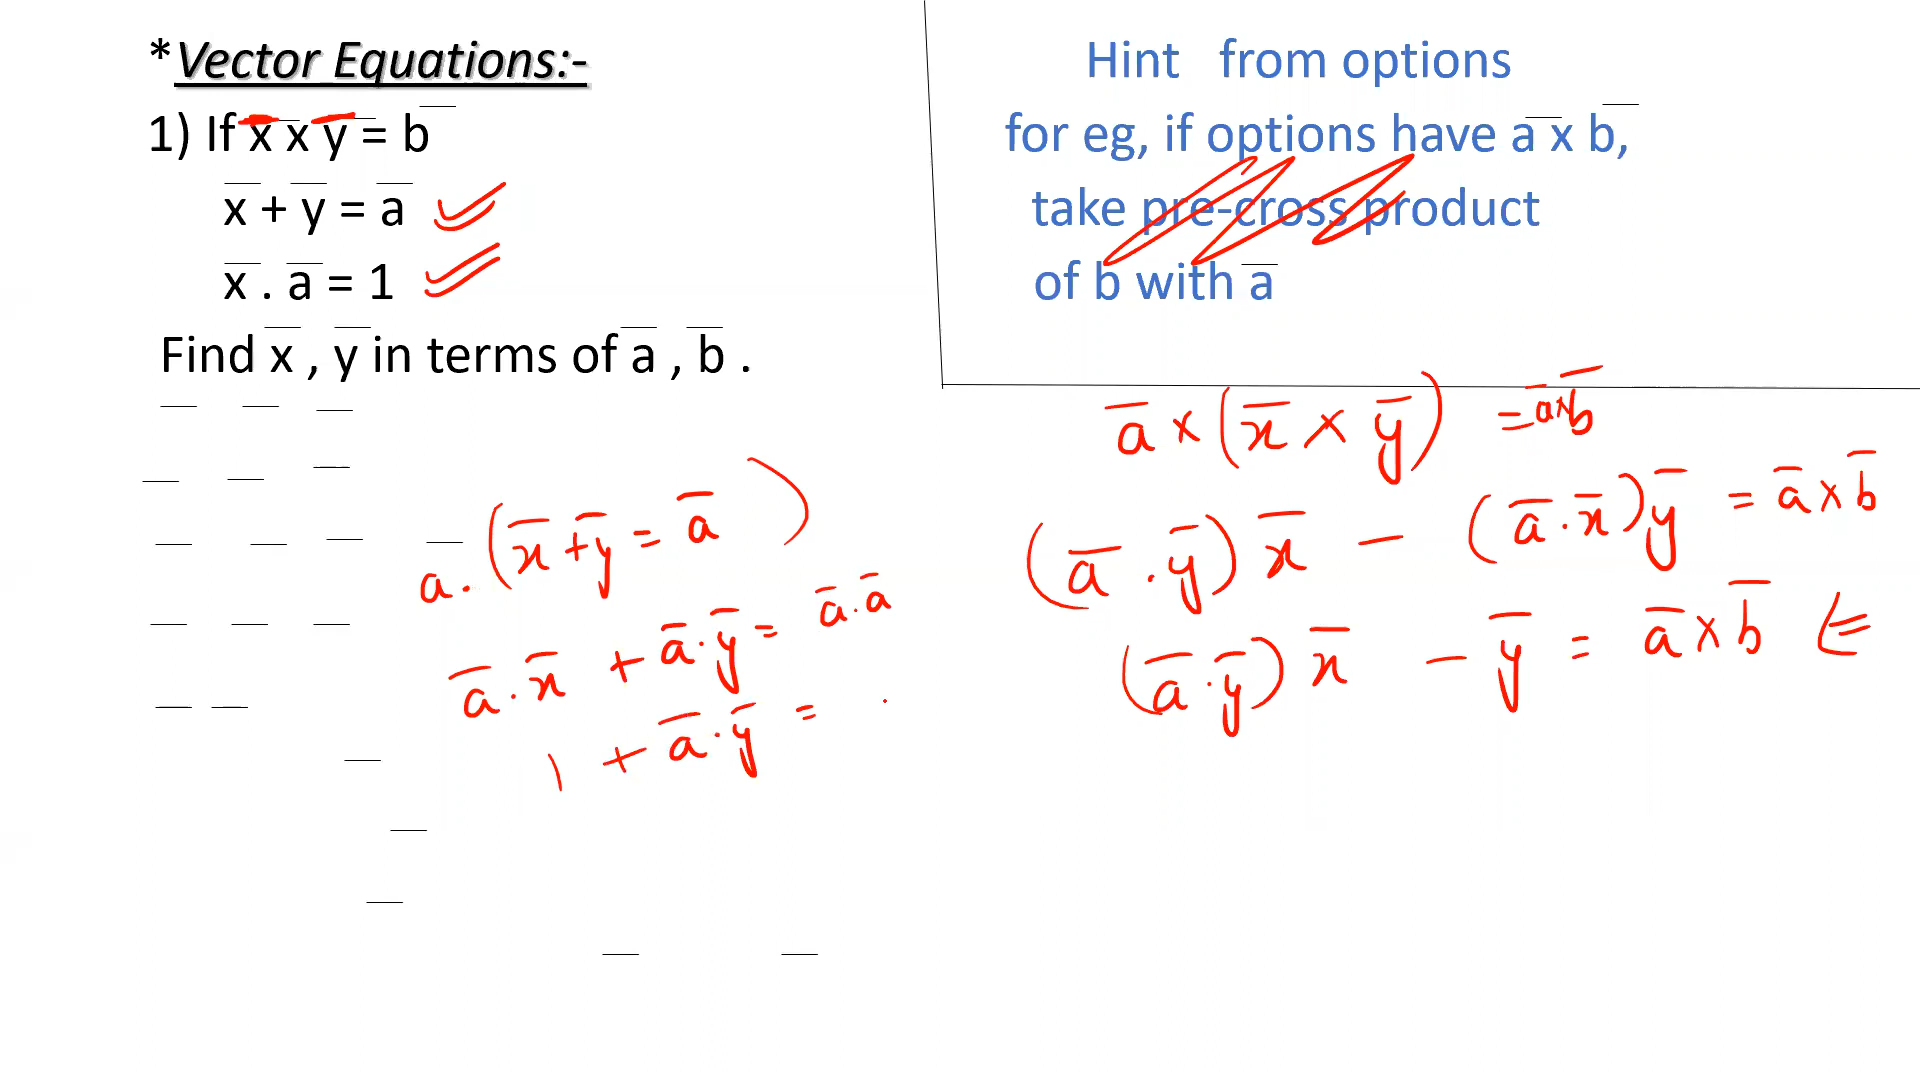 *Vector Equations:-
1) If x̅ x y̅ = b̅
x̅ + y̅ = a̅
x̅ . a̅ = 1
Find x̅ , y̅ in terms of a̅ , b̅ .
Hint from options
for eg, if options have a̅ x b̅,
take pre-cross product
of b with a̅
a̅ × (x̅ × y̅) = a̅×b̅
(a̅ . y̅) x̅ − (a̅ . x̅) y̅ = a̅ × b̅
(a̅ . y̅) x̅ − y̅ = a̅ × b̅ ⇐
a̅ . (x̅ + y̅ = a̅)
a̅ . x̅ + a̅ . y̅ = a̅ . a̅
1 + a̅ . y̅ =